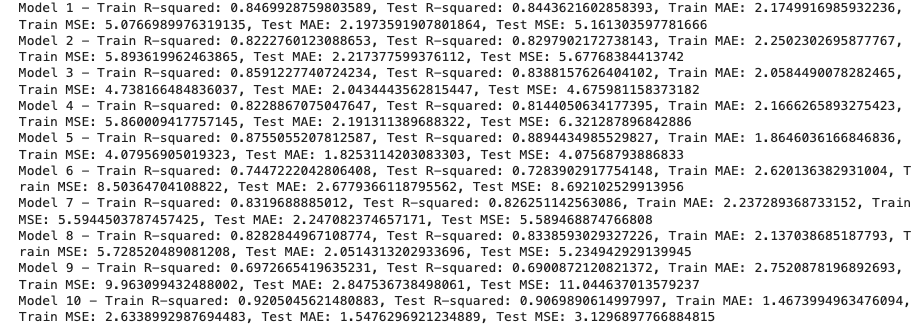 Model 1 – Train R-squared: 0.8469928759803589, Test R-squared: 0.8443621602858393, Train MAE: 2.1749916985932236,
Train MSE: 5.0766989976319135, Test MAE: 2.1973591907801864, Test MSE: 5.161303597781666
Model 2 – Train R-squared: 0.8222760123088653, Test R-squared: 0.8297902172738143, Train MAE: 2.2502302695877767,
Train MSE: 5.893619962463865, Test MAE: 2.217377599376112, Test MSE: 5.67768384413742
Model 3 – Train R-squared: 0.8591227740724234, Test R-squared: 0.8388157626404102, Train MAE: 2.0584490078282465,
Train MSE: 4.738166484836037, Test MAE: 2.0434443562815447, Test MSE: 4.675981158373182
Model 4 – Train R-squared: 0.8228867075047647, Test R-squared: 0.8144050634177395, Train MAE: 2.1666265893275423,
Train MSE: 5.860009417757145, Test MAE: 2.191311389688322, Test MSE: 6.321287896842886
Model 5 – Train R-squared: 0.8755055207812587, Test R-squared: 0.8894434985529827, Train MAE: 1.8646036166846836,
Train MSE: 4.07956905019323, Test MAE: 1.8253114203083303, Test MSE: 4.07568793886833
Model 6 – Train R-squared: 0.7447222042806408, Test R-squared: 0.7283902917754148, Train MAE: 2.620136382931004, T
rain MSE: 8.50364704108822, Test MAE: 2.6779366118795562, Test MSE: 8.692102529913956
Model 7 – Train R-squared: 0.8319688885012, Test R-squared: 0.826251142563086, Train MAE: 2.237289368733152, Train
MSE: 5.5944503787457425, Test MAE: 2.247082374657171, Test MSE: 5.589468874766808
Model 8 – Train R-squared: 0.8282844967108774, Test R-squared: 0.8338593029327226, Train MAE: 2.137038685187793, T
rain MSE: 5.728520489081208, Test MAE: 2.0514313202933696, Test MSE: 5.234942929139945
Model 9 – Train R-squared: 0.6972665419635231, Test R-squared: 0.6900872120821372, Train MAE: 2.7520878196892693,
Train MSE: 9.963099432488002, Test MAE: 2.847536738498061, Test MSE: 11.044637013579237
Model 10 – Train R-squared: 0.9205045621480883, Test R-squared: 0.9069890614997997, Train MAE: 1.4673994963476094,
Train MSE: 2.6338992987694483, Test MAE: 1.5476296921234889, Test MSE: 3.1296897766884815